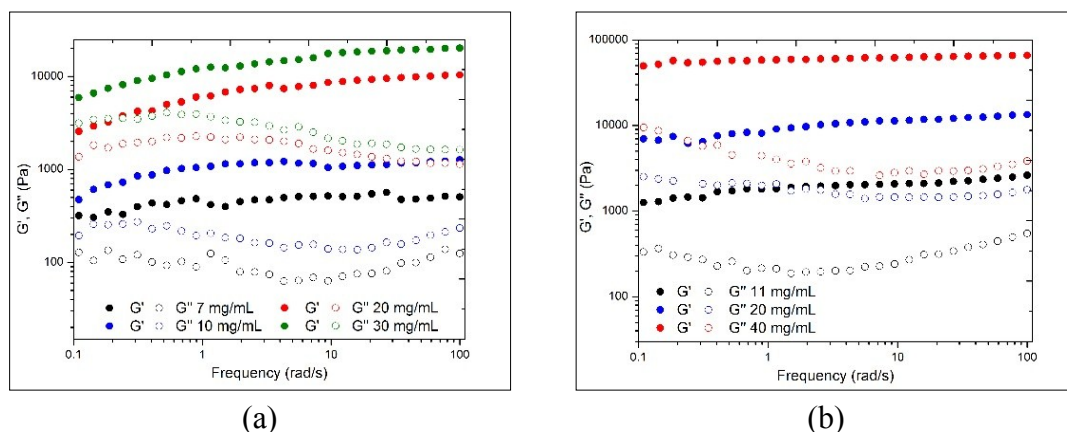 10000
1000
100
G', G" (Pa)
G' G" 7 mg/mL G' G" 20 mg/mL
G' G" 10 mg/mL G' G" 30 mg/mL
0.1 1 10 100
Frequency (rad/s)
(a)
100000
10000
1000
100
G', G" (Pa)
G' G" 11 mg/mL
G' G" 20 mg/mL
G' G" 40 mg/mL
0.1 1 10 100
Frequency (rad/s)
(b)